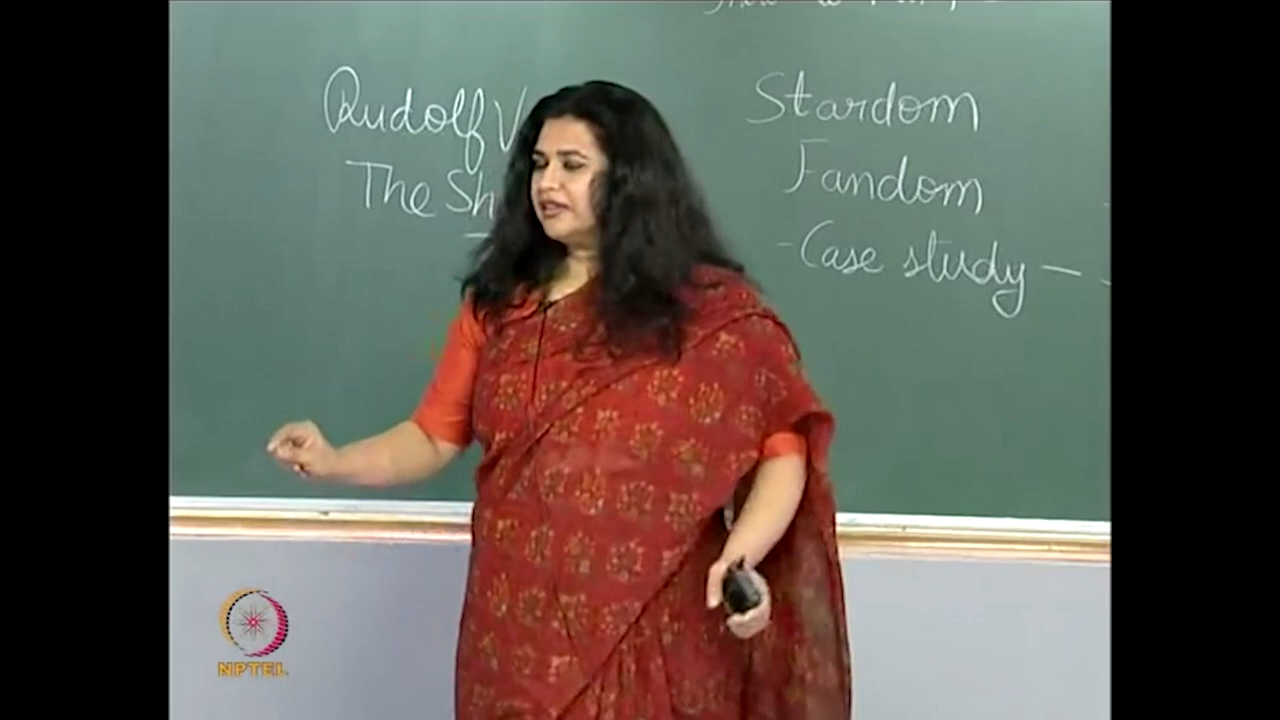 Rudolf V
The Sh
Stardom
Fandom
- Case study –
NPTEL